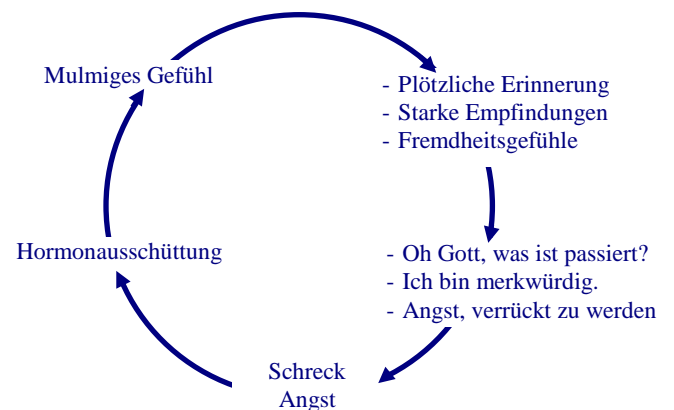 Mulmiges Gefühl
- Plötzliche Erinnerung
- Starke Empfindungen
- Fremdheitsgefühle
- Oh Gott, was ist passiert?
- Ich bin merkwürdig.
- Angst, verrückt zu werden
Schreck
Angst
Hormonausschüttung